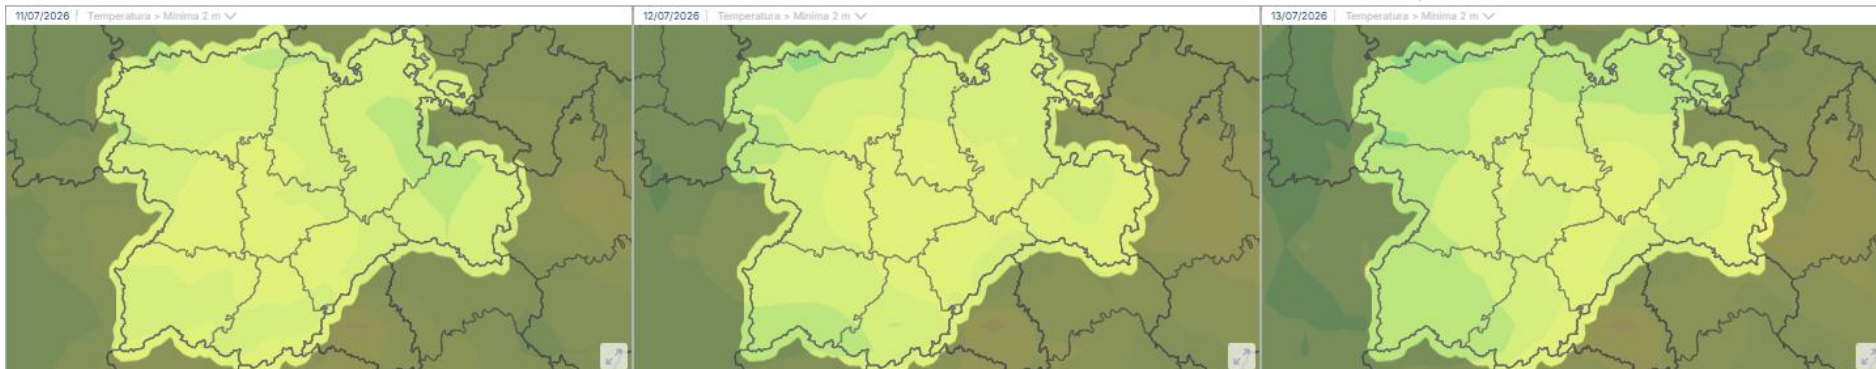 11/07/2026 Temperatura > Mínima 2 m
12/07/2026 Temperatura > Mínima 2 m
13/07/2026 Temperatura > Mínima 2 m